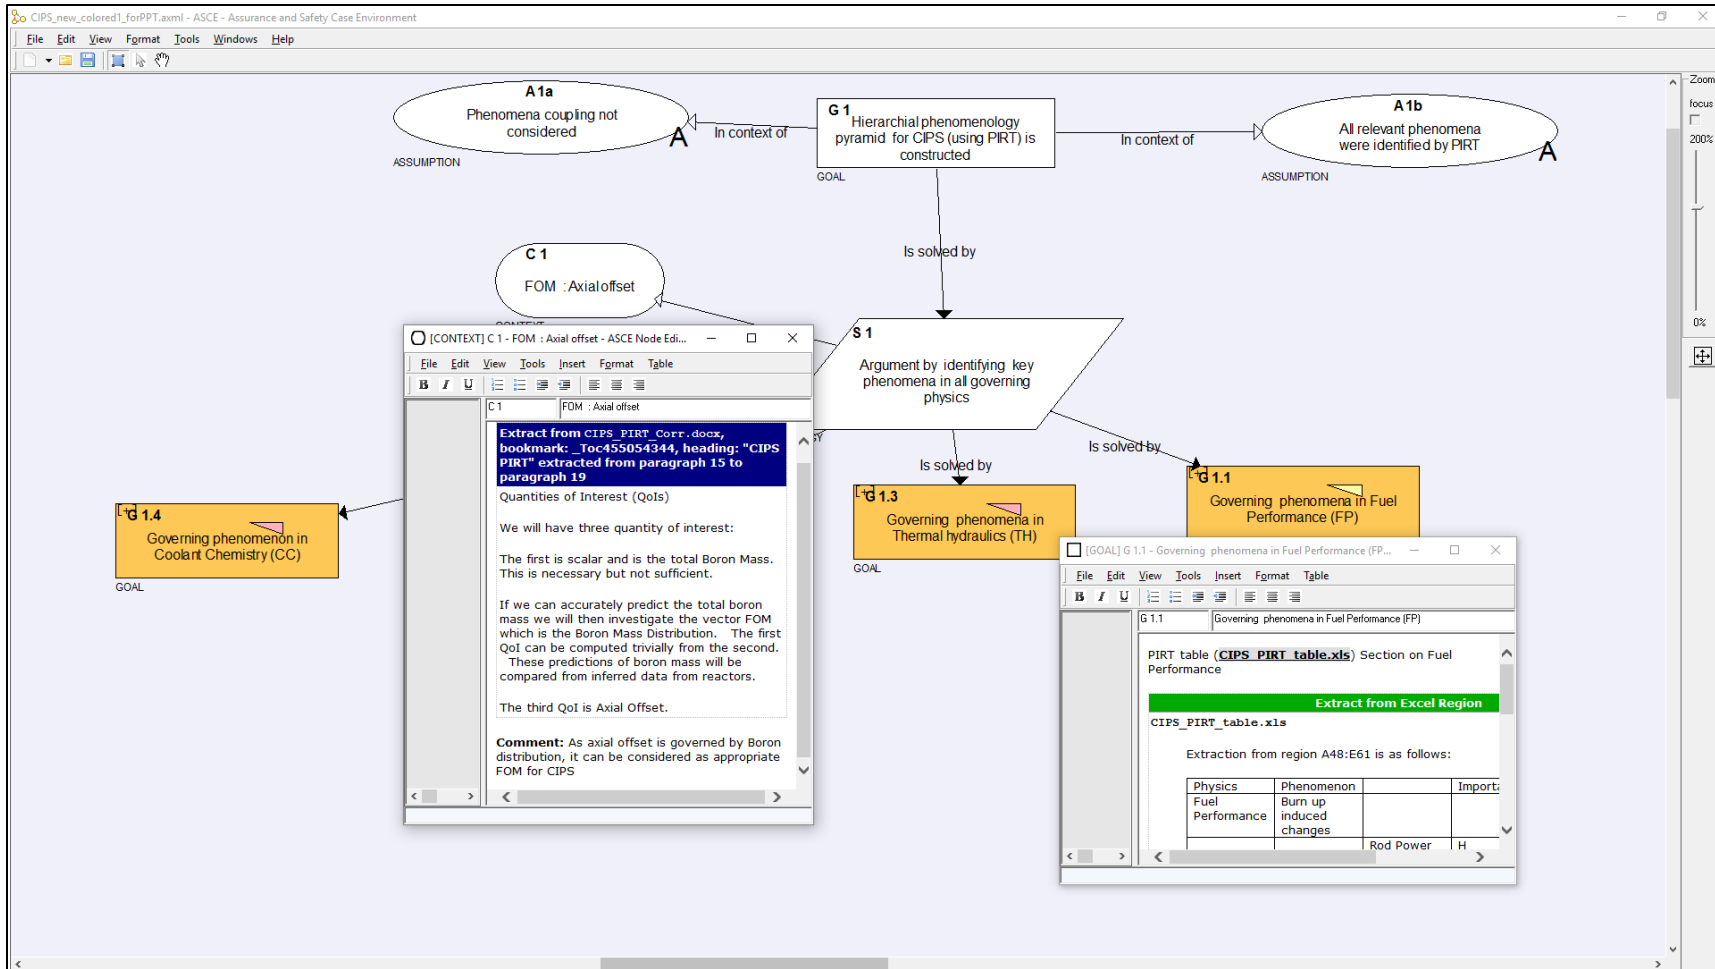 CIPS_new_colored1_forPPT.axml - ASCE - Assurance and Safety Case Environment
File Edit View Format Tools Windows Help
Zoom
focus
200%
0%
A 1a
Phenomena coupling not
considered
A
ASSUMPTION
In context of
G 1
Hierarchial phenomenology
pyramid for CIPS (using PIRT) is
constructed
GOAL
In context of
A 1b
All relevant phenomena
were identified by PIRT
A
ASSUMPTION
Is solved by
C 1
FOM : Axial offset
CONTEXT
S 1
Argument by identifying key
phenomena in all governing
physics
GY
Is solved by
Is solved by
[+]
G 1.4
Governing phenomenon in
Coolant Chemistry (CC)
GOAL
[+]
G 1.3
Governing phenomena in
Thermal hydraulics (TH)
GOAL
[+]
G 1.1
Governing phenomena in Fuel
Performance (FP)
[CONTEXT] C 1 - FOM : Axial offset - ASCE Node Edi...
File Edit View Tools Insert Format Table
B I U
C 1
FOM : Axial offset
Extract from CIPS_PIRT_Corr.docx,
bookmark: _Toc455054344, heading: "CIPS
PIRT" extracted from paragraph 15 to
paragraph 19
Quantities of Interest (QoIs)
We will have three quantity of interest:
The first is scalar and is the total Boron Mass.
This is necessary but not sufficient.
If we can accurately predict the total boron
mass we will then investigate the vector FOM
which is the Boron Mass Distribution. The first
QoI can be computed trivially from the second.
These predictions of boron mass will be
compared from inferred data from reactors.
The third QoI is Axial Offset.
Comment: As axial offset is governed by Boron
distribution, it can be considered as appropriate
FOM for CIPS
[GOAL] G 1.1 - Governing phenomena in Fuel Performance (FP...
File Edit View Tools Insert Format Table
B I U
G 1.1
Governing phenomena in Fuel Performance (FP)
PIRT table (CIPS_PIRT_table.xls) Section on Fuel
Performance
Extract from Excel Region
CIPS_PIRT_table.xls
Extraction from region A48:E61 is as follows:
Physics Phenomenon Importa
Fuel Performance Burn up induced changes
Rod Power H